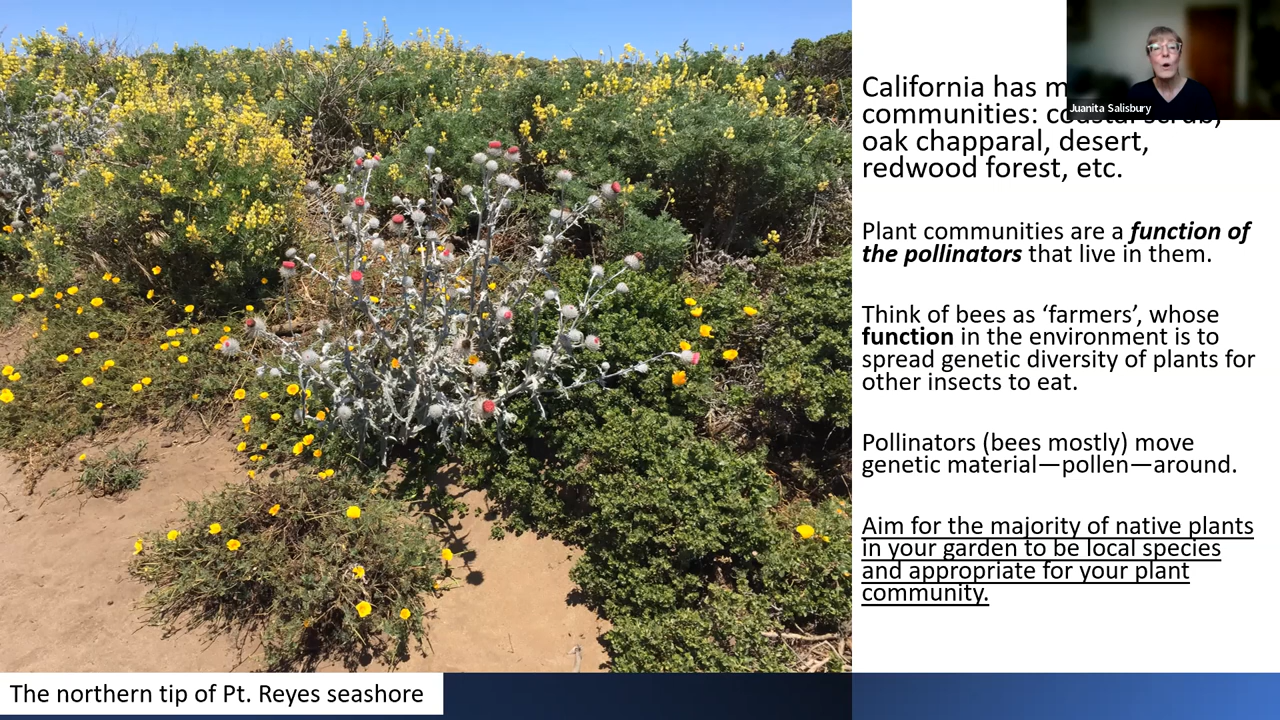 California has m
communities: coastal scrub,
oak chapparal, desert,
redwood forest, etc.
Plant communities are a function of
the pollinators that live in them.
Think of bees as ‘farmers’, whose
function in the environment is to
spread genetic diversity of plants for
other insects to eat.
Pollinators (bees mostly) move
genetic material—pollen—around.
Aim for the majority of native plants
in your garden to be local species
and appropriate for your plant
community.
Juanita Salisbury
The northern tip of Pt. Reyes seashore